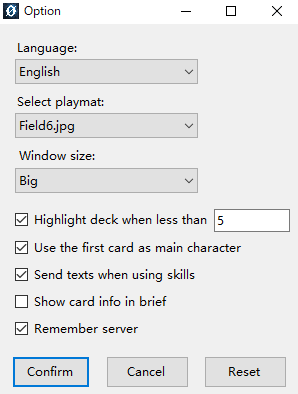 Option
Language:
English
Select playmat:
Field6.jpg
Window size:
Big
Highlight deck when less than 5
Use the first card as main character
Send texts when using skills
Show card info in brief
Remember server
Confirm Cancel Reset